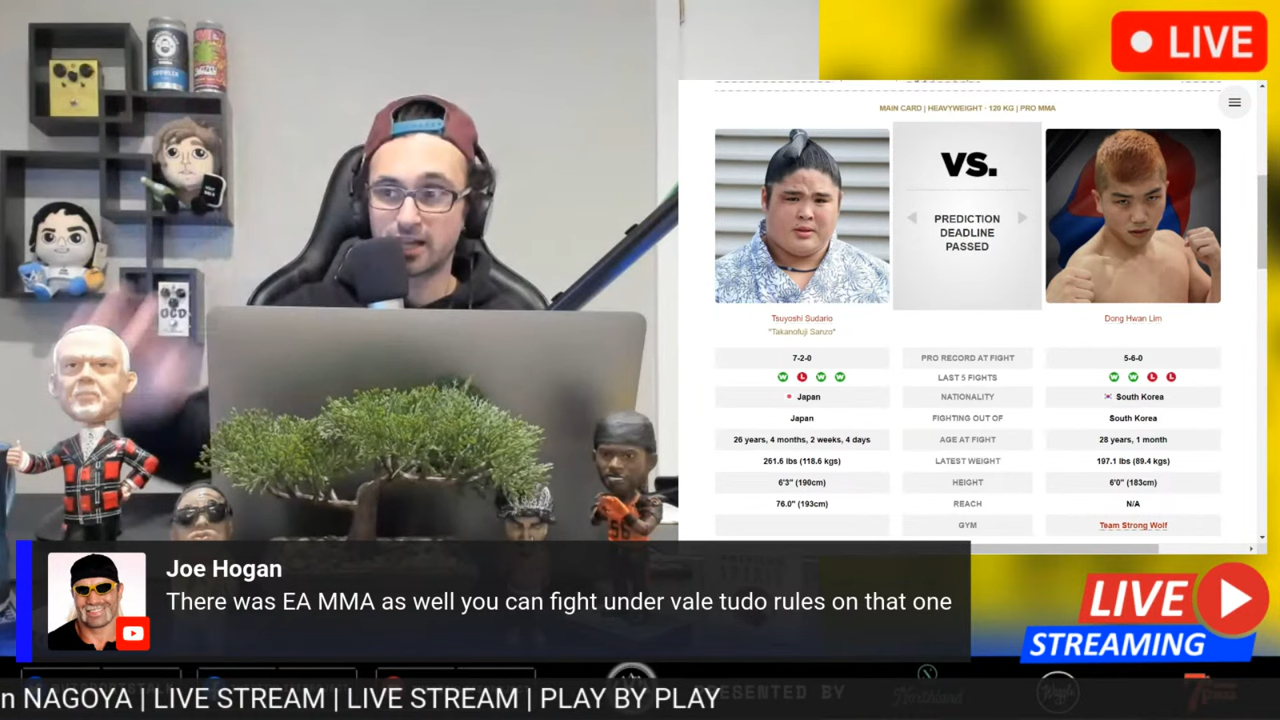 LIVE
MAIN CARD | HEAVYWEIGHT · 120 KG | PRO MMA
VS.
PREDICTION
DEADLINE
PASSED
Tsuyoshi Sudario
"Takanofuji Sanzo"
Dong Hwan Lim
7-2-0 PRO RECORD AT FIGHT 5-6-0
W L W W LAST 5 FIGHTS W W L L
Japan NATIONALITY South Korea
Japan FIGHTING OUT OF South Korea
26 years, 4 months, 2 weeks, 4 days AGE AT FIGHT 28 years, 1 month
261.6 lbs (118.6 kgs) LATEST WEIGHT 197.1 lbs (89.4 kgs)
6'3" (190cm) HEIGHT 6'0" (183cm)
76.0" (193cm) REACH N/A
GYM Team Strong Wolf
OCD
Joe Hogan
There was EA MMA as well you can fight under vale tudo rules on that one
LIVE
STREAMING
PRESENTED BY
Northland
n NAGOYA | LIVE STREAM | LIVE STREAM | PLAY BY PLAY